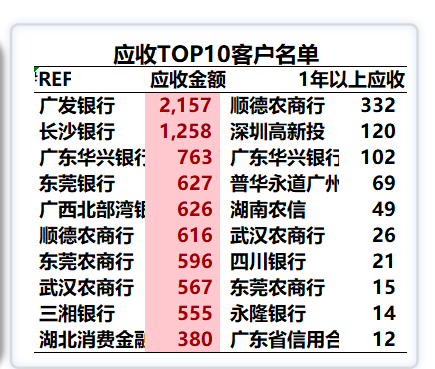 应收TOP10客户名单
REF 应收金额 1年以上应收
广发银行 2,157 顺德农商行 332
长沙银行 1,258 深圳高新投 120
广东华兴银行 763 广东华兴银行 102
东莞银行 627 普华永道广州 69
广西北部湾银 626 湖南农信 49
顺德农商行 616 武汉农商行 26
东莞农商行 596 四川银行 21
武汉农商行 567 东莞农商行 15
三湘银行 555 永隆银行 14
湖北消费金融 380 广东省信用合 12